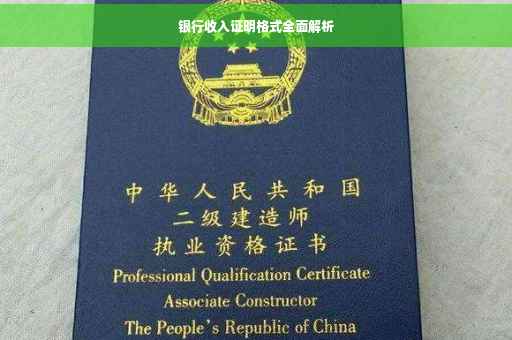 银行收入证明格式全面解析
中华人民共和国
二级建造师
执业资格证书
Professional Qualification Certificate
Associate Constructor
The People's Republic of China